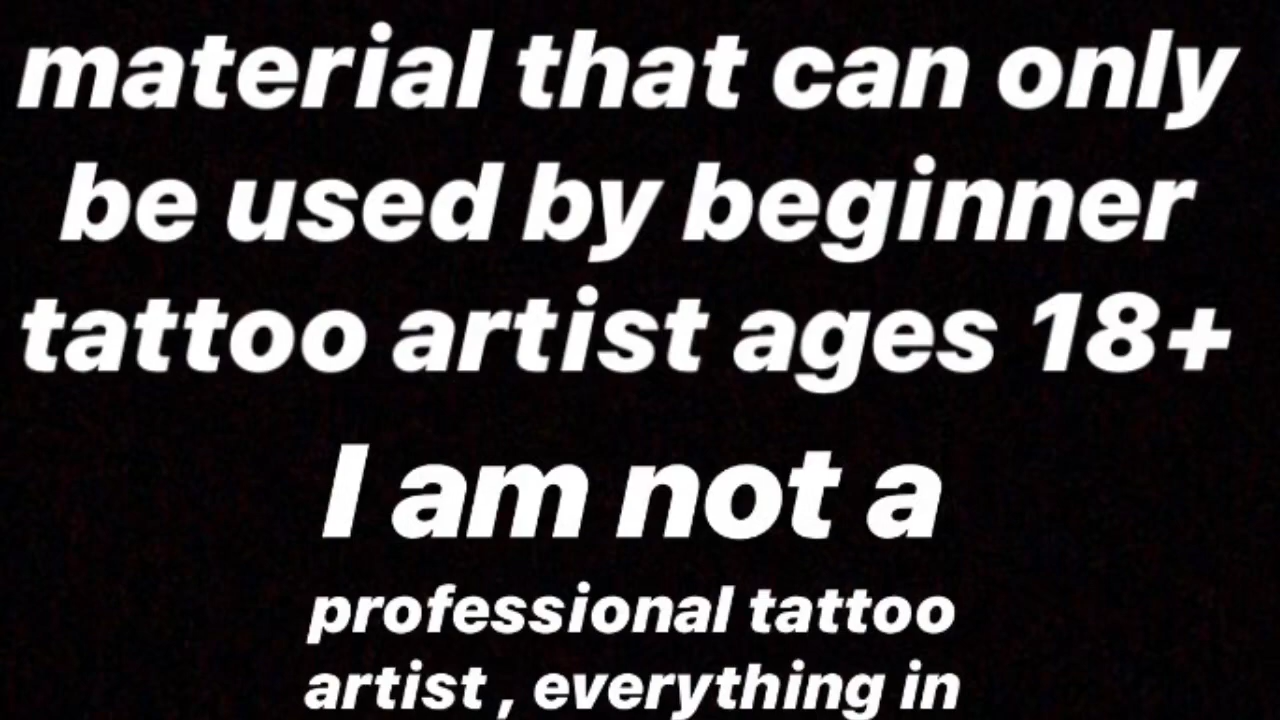 material that can only
be used by beginner
tattoo artist ages 18+
I am not a
professional tattoo
artist , everything in